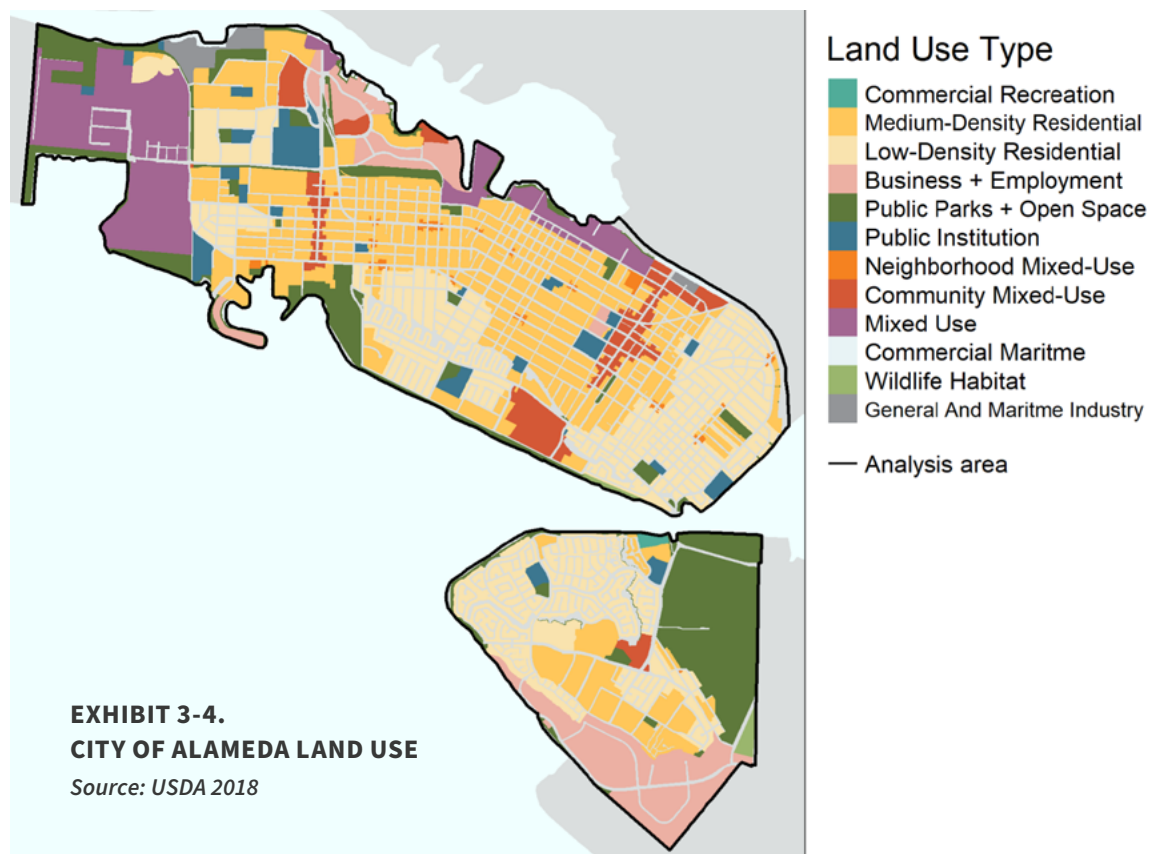 Land Use Type
Commercial Recreation
Medium-Density Residential
Low-Density Residential
Business + Employment
Public Parks + Open Space
Public Institution
Neighborhood Mixed-Use
Community Mixed-Use
Mixed Use
Commercial Maritme
Wildlife Habitat
General And Maritme Industry
Analysis area
EXHIBIT 3-4.
CITY OF ALAMEDA LAND USE
Source: USDA 2018